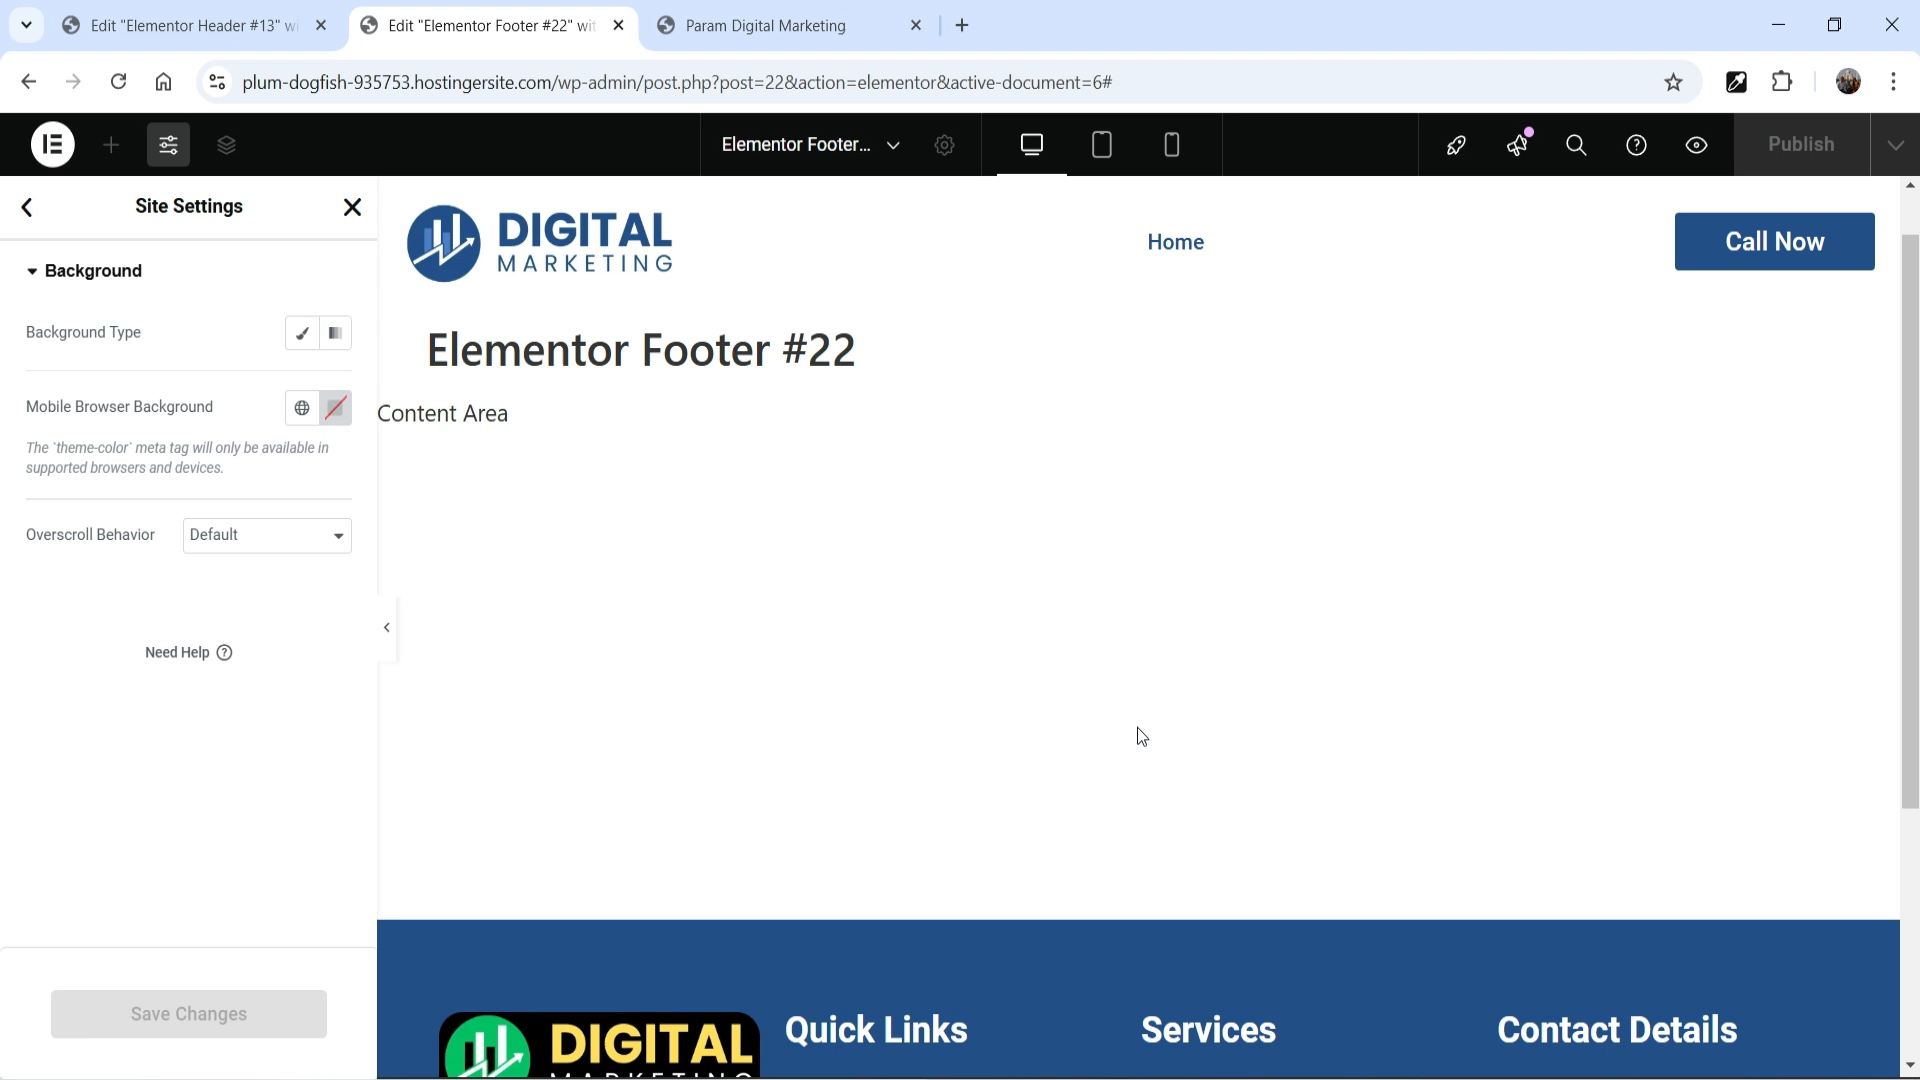 Edit "Elementor Header #13" wi
Edit "Elementor Footer #22" wit
Param Digital Marketing
plum-dogfish-935753.hostingersite.com/wp-admin/post.php?post=22&action=elementor&active-document=6#
Elementor Footer...
Publish
Site Settings
DIGITAL
MARKETING
Home
Call Now
Background
Background Type
Elementor Footer #22
Mobile Browser Background
Content Area
The `theme-color` meta tag will only be available in
supported browsers and devices.
Overscroll Behavior
Default
Need Help
Save Changes
DIGITAL
MARKETING
Quick Links
Services
Contact Details